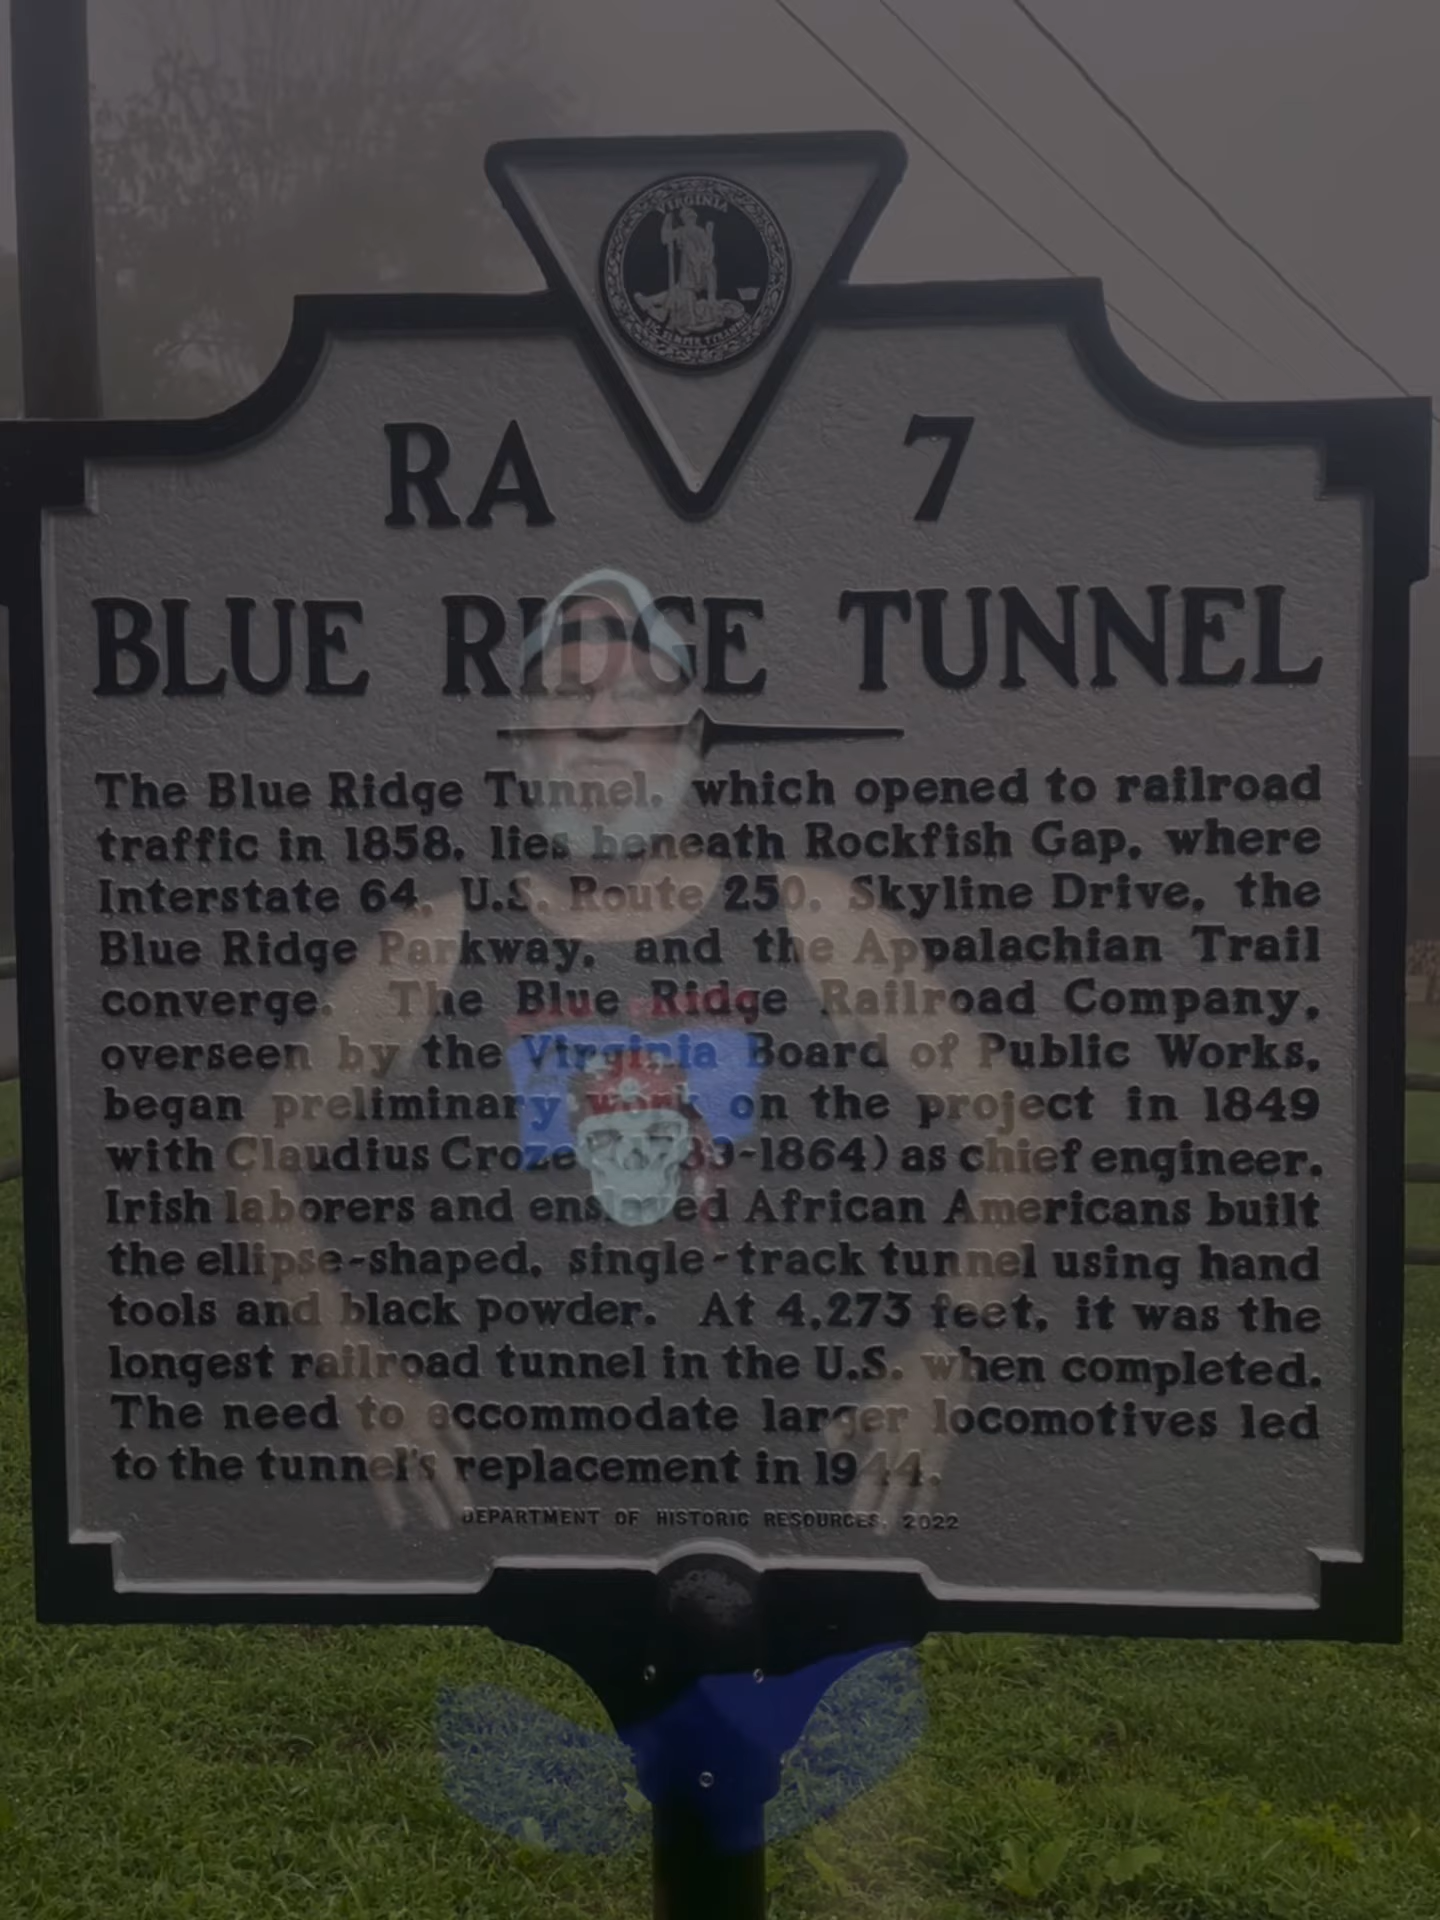 VIRGINIA
SIC SEMPER TYRANNIS
RA 7
BLUE RIDGE TUNNEL
The Blue Ridge Tunnel, which opened to railroad
traffic in 1858, lies beneath Rockfish Gap, where
Interstate 64, U.S. Route 250, Skyline Drive, the
Blue Ridge Parkway, and the Appalachian Trail
converge. The Blue Ridge Railroad Company,
overseen by the Virginia Board of Public Works,
began preliminary work on the project in 1849
with Claudius -1864) as chief engineer.
Irish laborers and enslaved African Americans built
the ellipse-shaped, single-track tunnel using hand
tools and black powder. At 4,273 feet, it was the
longest railroad tunnel in the U.S. when completed.
The need to accommodate larger locomotives led
to the tunnel's replacement in 1944.
DEPARTMENT OF HISTORIC RESOURCES, 2022